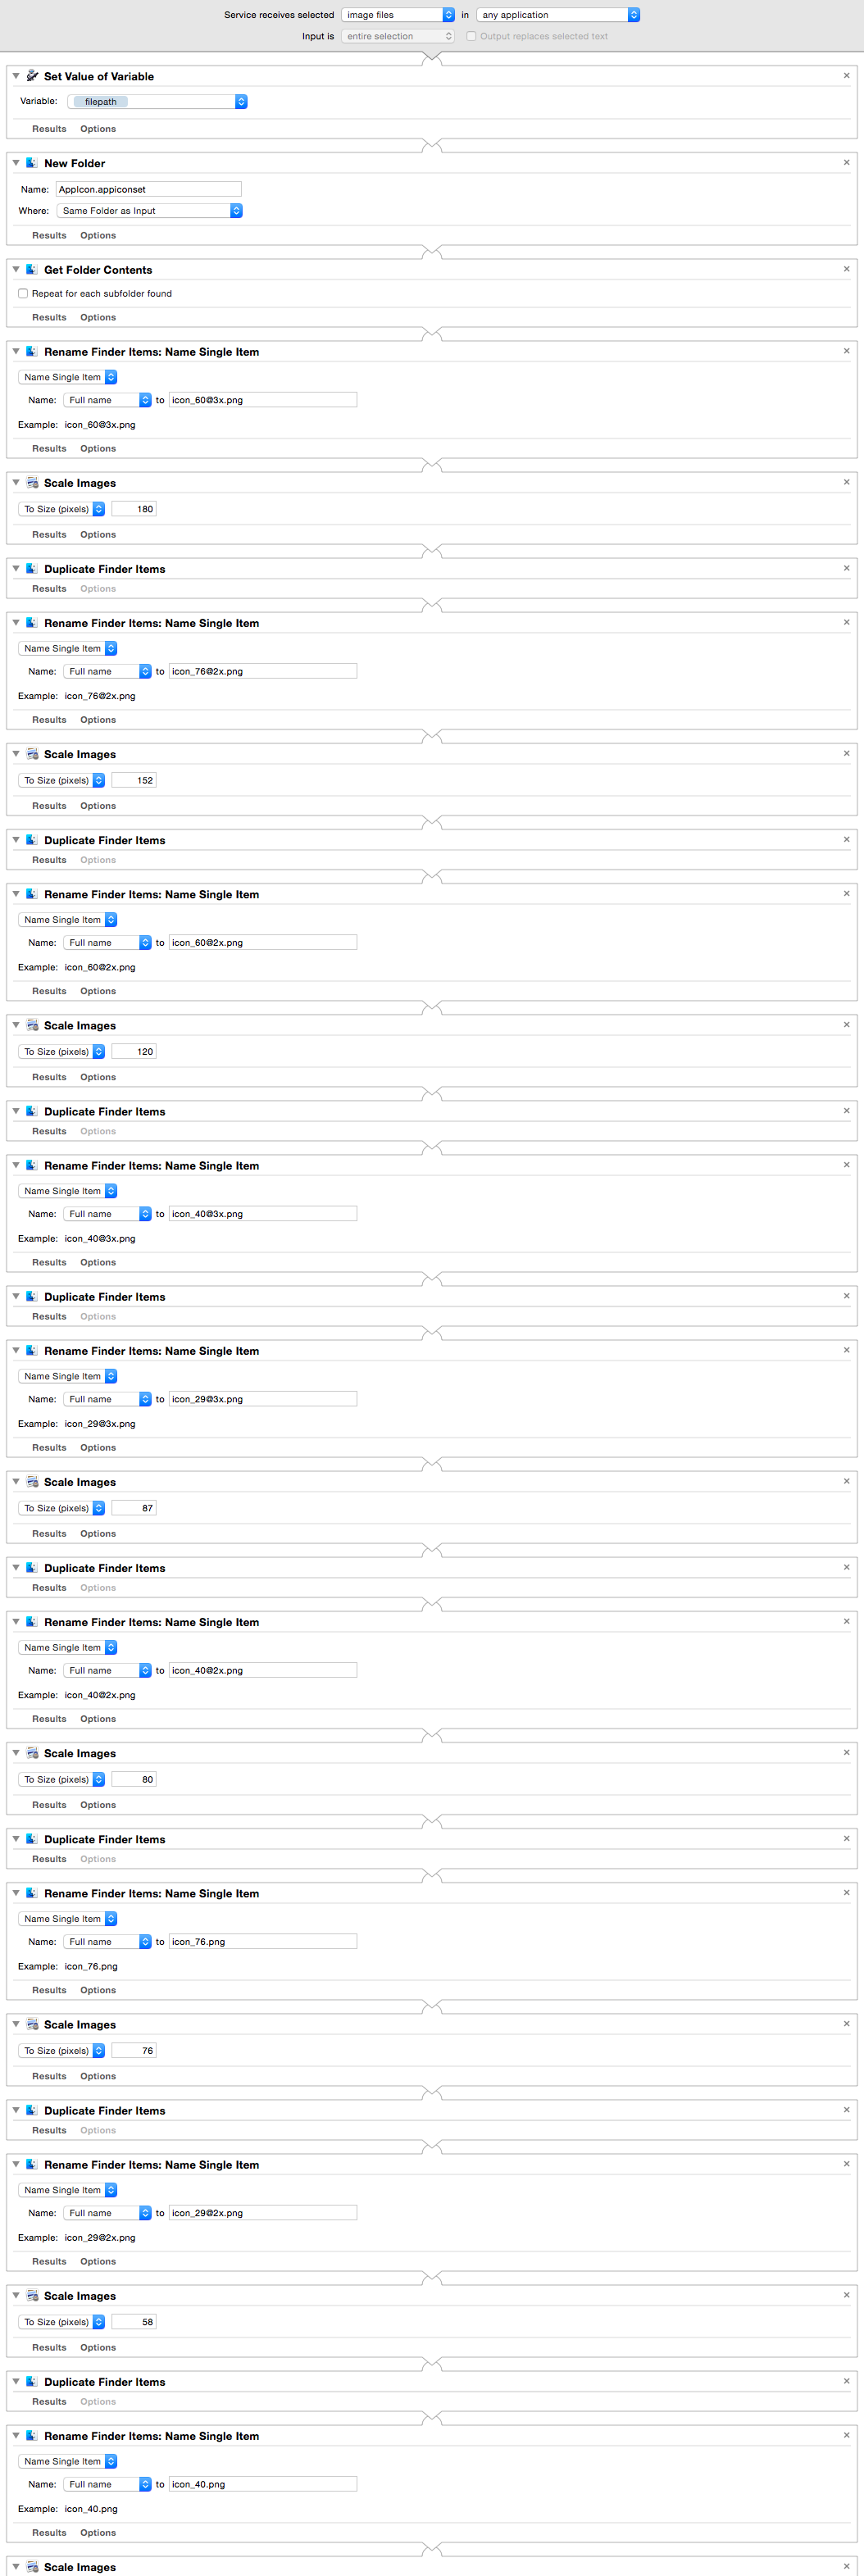 Service receives selected image files in any application
Input is entire selection Output replaces selected text
Set Value of Variable
Variable: filepath
Results Options
New Folder
Name: AppIcon.appiconset
Where: Same Folder as Input
Results Options
Get Folder Contents
Repeat for each subfolder found
Results Options
Rename Finder Items: Name Single Item
Name Single Item
Name: Full name to icon_60@3x.png
Example: icon_60@3x.png
Results Options
Scale Images
To Size (pixels) 180
Results Options
Duplicate Finder Items
Results Options
Rename Finder Items: Name Single Item
Name Single Item
Name: Full name to icon_76@2x.png
Example: icon_76@2x.png
Results Options
Scale Images
To Size (pixels) 152
Results Options
Duplicate Finder Items
Results Options
Rename Finder Items: Name Single Item
Name Single Item
Name: Full name to icon_60@2x.png
Example: icon_60@2x.png
Results Options
Scale Images
To Size (pixels) 120
Results Options
Duplicate Finder Items
Results Options
Rename Finder Items: Name Single Item
Name Single Item
Name: Full name to icon_40@3x.png
Example: icon_40@3x.png
Results Options
Duplicate Finder Items
Results Options
Rename Finder Items: Name Single Item
Name Single Item
Name: Full name to icon_29@3x.png
Example: icon_29@3x.png
Results Options
Scale Images
To Size (pixels) 87
Results Options
Duplicate Finder Items
Results Options
Rename Finder Items: Name Single Item
Name Single Item
Name: Full name to icon_40@2x.png
Example: icon_40@2x.png
Results Options
Scale Images
To Size (pixels) 80
Results Options
Duplicate Finder Items
Results Options
Rename Finder Items: Name Single Item
Name Single Item
Name: Full name to icon_76.png
Example: icon_76.png
Results Options
Scale Images
To Size (pixels) 76
Results Options
Duplicate Finder Items
Results Options
Rename Finder Items: Name Single Item
Name Single Item
Name: Full name to icon_29@2x.png
Example: icon_29@2x.png
Results Options
Scale Images
To Size (pixels) 58
Results Options
Duplicate Finder Items
Results Options
Rename Finder Items: Name Single Item
Name Single Item
Name: Full name to icon_40.png
Example: icon_40.png
Results Options
Scale Images